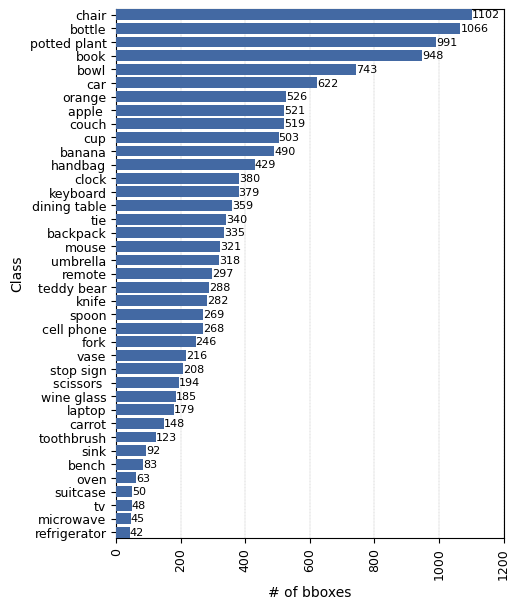 chair 1102
bottle 1066
potted plant 991
book 948
bowl 743
car 622
orange 526
apple 521
couch 519
cup 503
banana 490
handbag 429
clock 380
keyboard 379
dining table 359
tie 340
backpack 335
mouse 321
umbrella 318
remote 297
teddy bear 288
knife 282
spoon 269
cell phone 268
fork 246
vase 216
stop sign 208
scissors 194
wine glass 185
laptop 179
carrot 148
toothbrush 123
sink 92
bench 83
oven 63
suitcase 50
tv 48
microwave 45
refrigerator 42
Class
0 200 400 600 800 1000 1200
# of bboxes